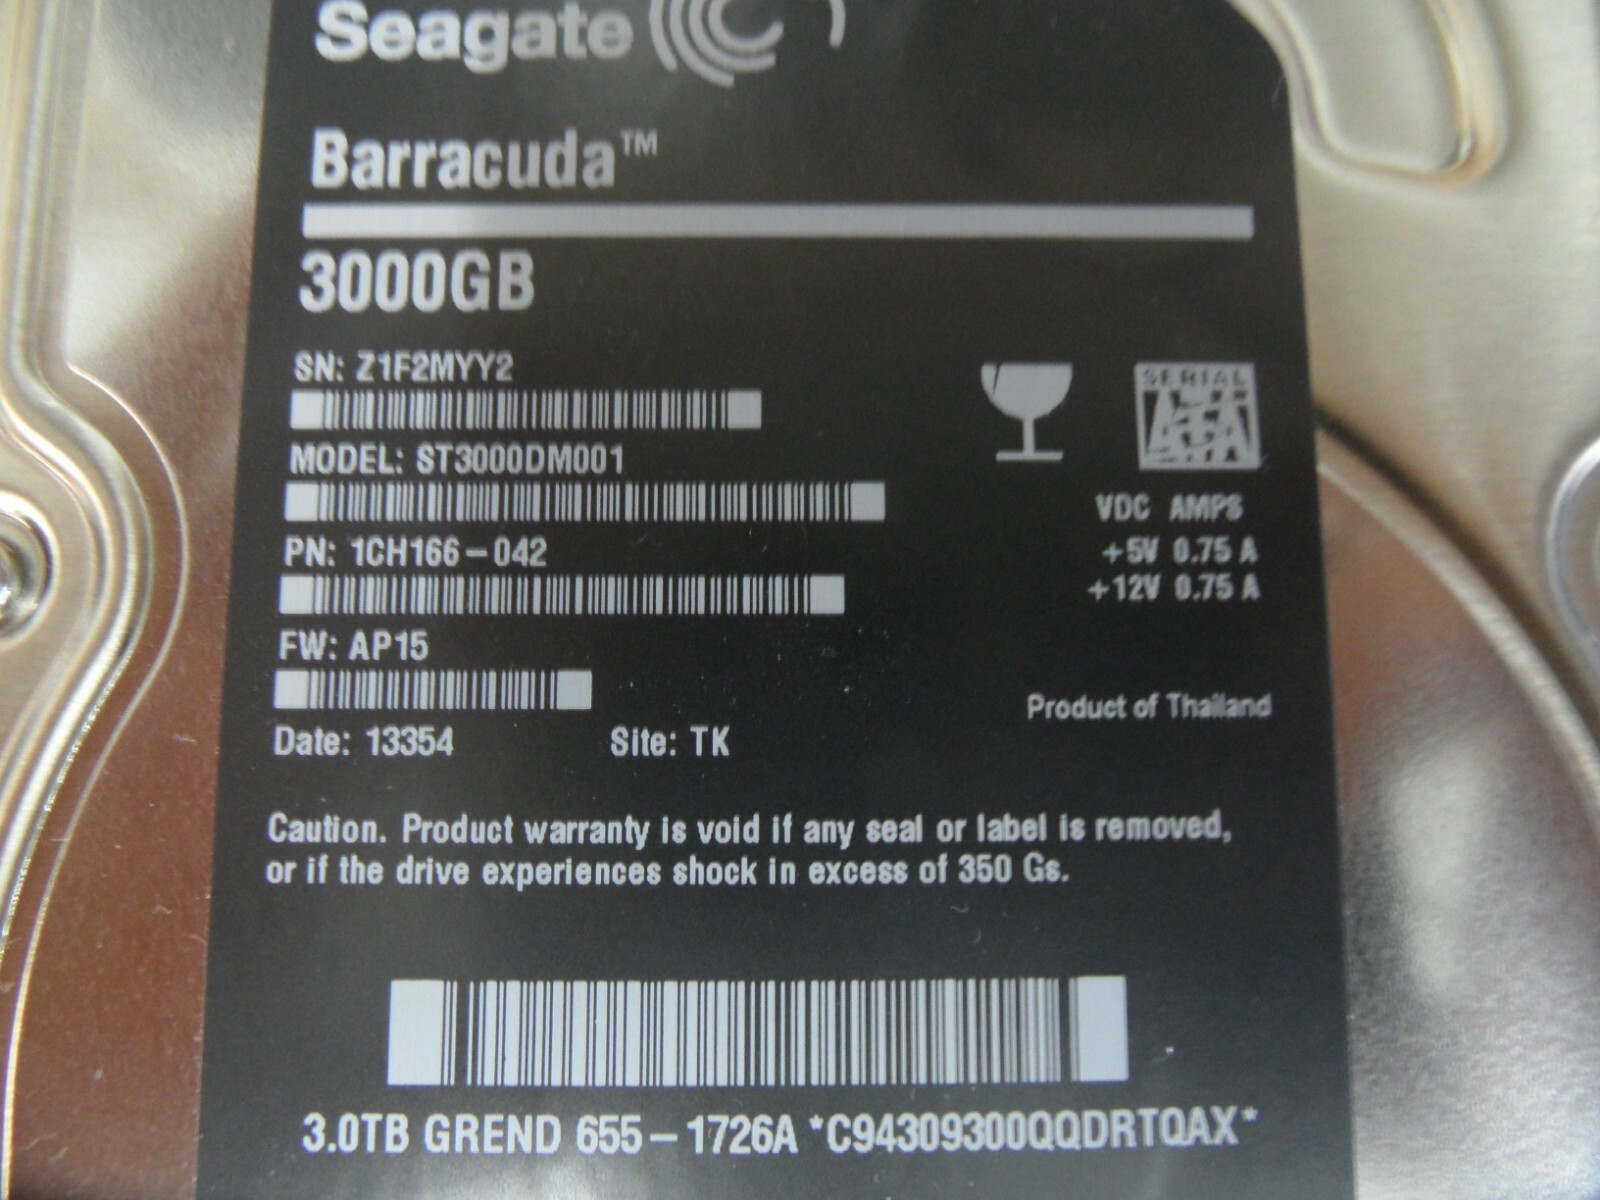 Seagate
Barracuda™
3000GB
SN: Z1F2MYY2
SERIAL
ATA
MODEL: ST3000DM001
VDC AMPS
PN: 1CH166-042
+5V 0.75 A
+12V 0.75 A
FW: AP15
Product of Thailand
Date: 13354 Site: TK
Caution. Product warranty is void if any seal or label is removed,
or if the drive experiences shock in excess of 350 Gs.
3.0TB GREND 655-1726A *C94309300QQDRTQAX*